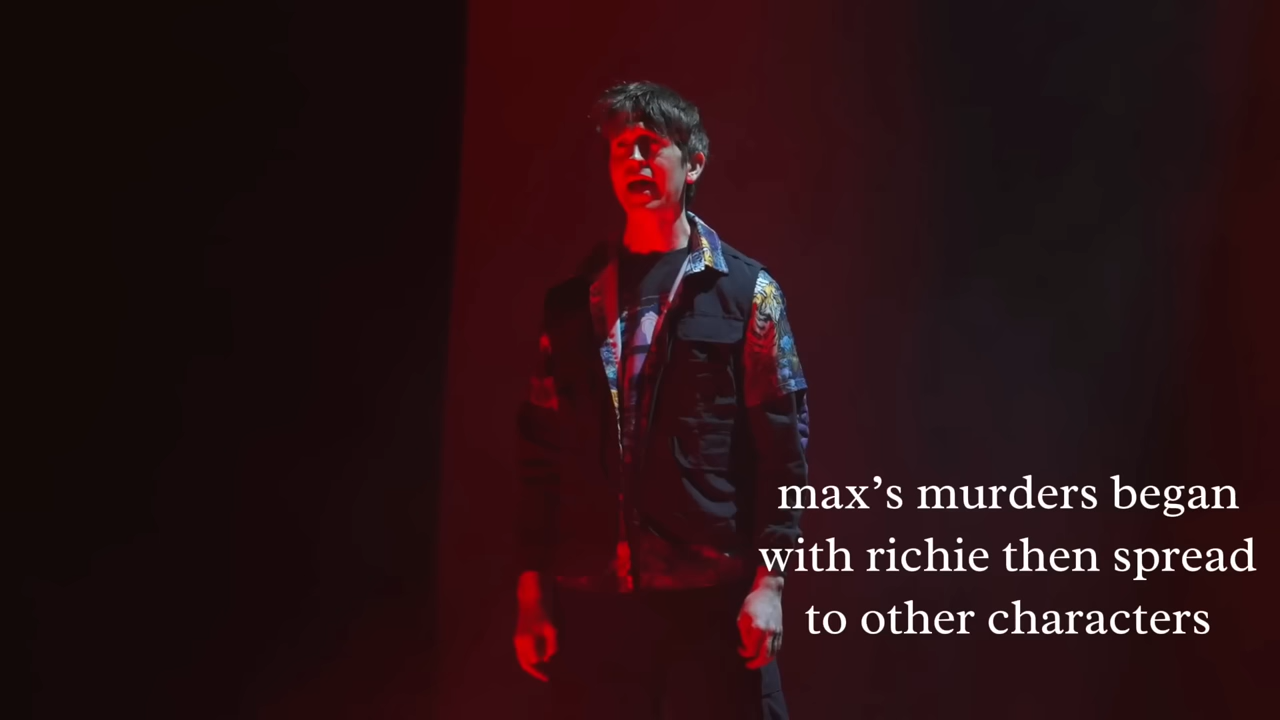 max’s murders began
with richie then spread
to other characters